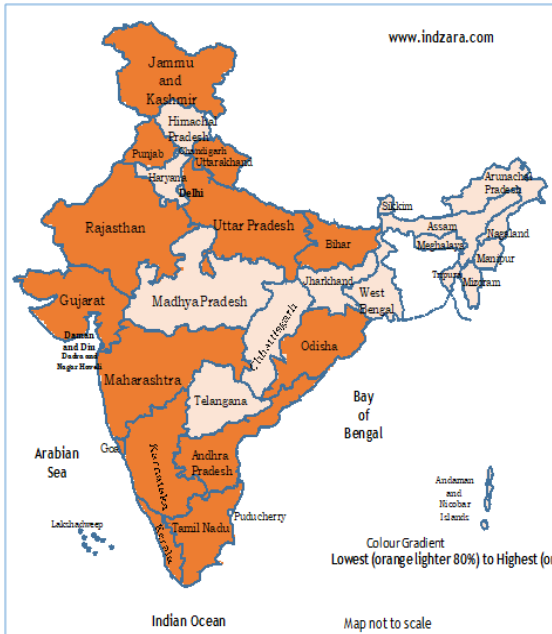 www.indzara.com
Jammu
and
Kashmir
Himachal
Pradesh
Punjab
Chandigarh
Uttarakhand
Haryana
Delhi
Arunachal
Pradesh
Sikkim
Rajasthan
Uttar Pradesh
Bihar
Assam
Nagaland
Meghalaya
Manipur
Tripura
Mizoram
Gujarat
Madhya Pradesh
Jharkhand
West
Bengal
Chhattisgarh
Daman
and Diu
Dadra and
Nagar Haveli
Odisha
Maharashtra
Telangana
Bay
of
Bengal
Arabian
Sea
Goa
Karnataka
Andhra
Pradesh
Andaman
and
Nicobar
Islands
Puducherry
Lakshadweep
Kerala
Tamil Nadu
Colour Gradient
Lowest (orange lighter 80%) to Highest (or
Indian Ocean
Map not to scale